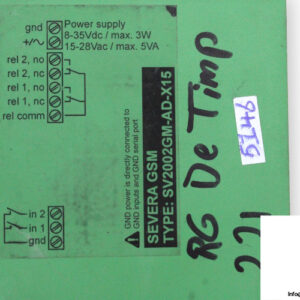 gnd
+/~
Power supply
8-35Vdc / max. 3W
15-28Vac / max. 5VA
rel 2, no
rel 2, nc
rel 1, no
rel 1, nc
rel comm
in 2
in 1
gnd
GND power is directly connected to
GND inputs and GND serial port
SEVERA GSM
TYPE: SV2002GM-AD-X15
RG De Timp
5246